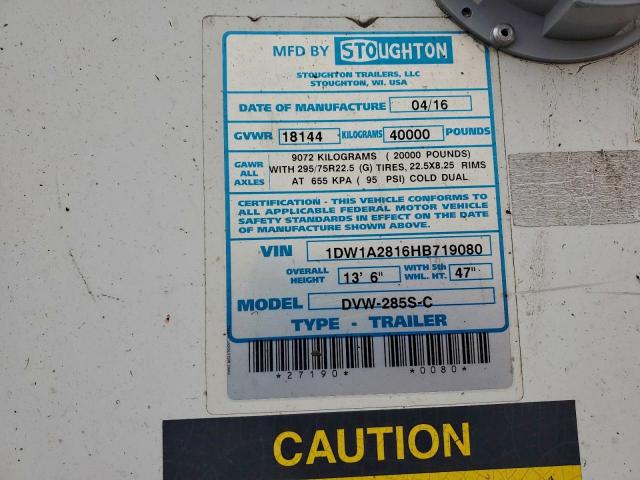 MFD BY STOUGHTON
STOUGHTON TRAILERS, LLC
STOUGHTON, WI. USA
DATE OF MANUFACTURE 04/16
GVWR 18144 KILOGRAMS 40000 POUNDS
GAWR ALL AXLES
9072 KILOGRAMS ( 20000 POUNDS)
WITH 295/75R22.5 (G) TIRES, 22.5X8.25 RIMS
AT 655 KPA ( 95 PSI) COLD DUAL
CERTIFICATION - THIS VEHICLE CONFORMS TO
ALL APPLICABLE FEDERAL MOTOR VEHICLE
SAFETY STANDARDS IN EFFECT ON THE DATE
OF MANUFACTURE SHOWN ABOVE.
VIN 1DW1A2816HB719080
OVERALL HEIGHT 13' 6" WITH 5th WHL. HT. 47"
MODEL DVW-285S-C
TYPE - TRAILER
*27190* *0080*
CAUTION